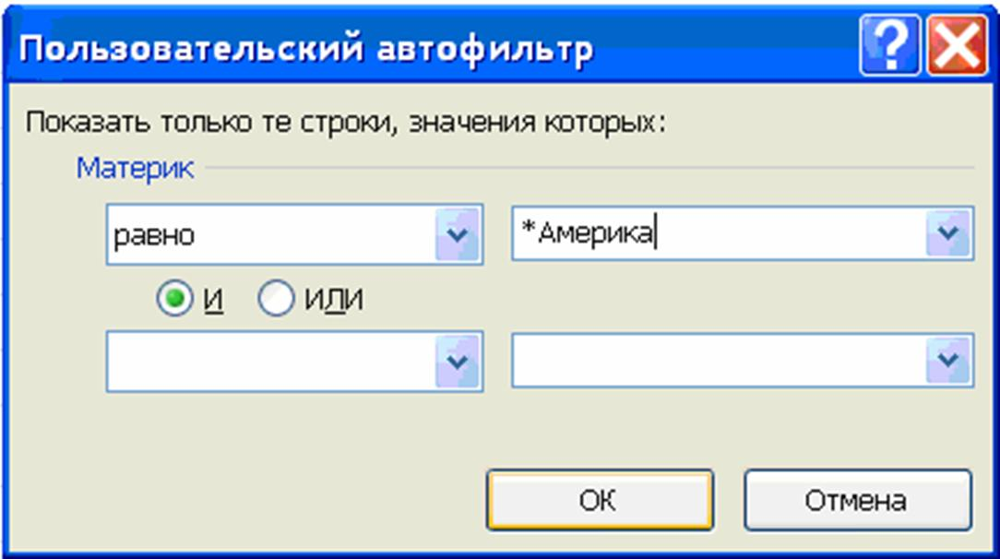 Пользовательский автофильтр
Показать только те строки, значения которых:
Материк
равно *Америка
И ИЛИ
ОК Отмена